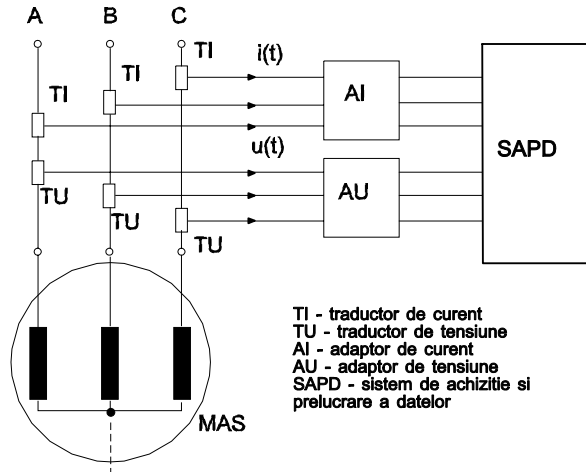 A B C
TI
TI
TI
i(t)
AI
u(t)
SAPD
TU
TU
TU
AU
MAS
TI - traductor de curent
TU - traductor de tensiune
AI - adaptor de curent
AU - adaptor de tensiune
SAPD - sistem de achizitie si
prelucrare a datelor